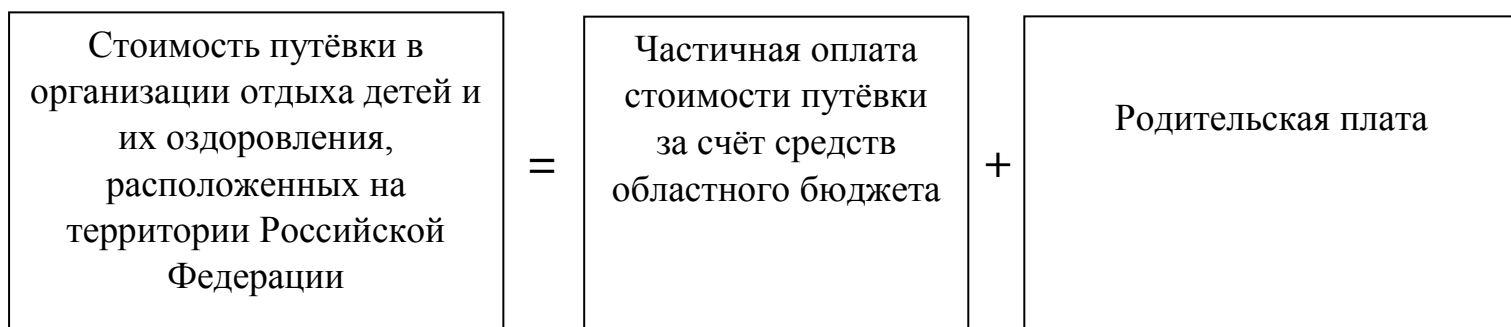 Стоимость путёвки в
организации отдыха детей и
их оздоровления,
расположенных на
территории Российской
Федерации
=
Частичная оплата
стоимости путёвки
за счёт средств
областного бюджета
+
Родительская плата